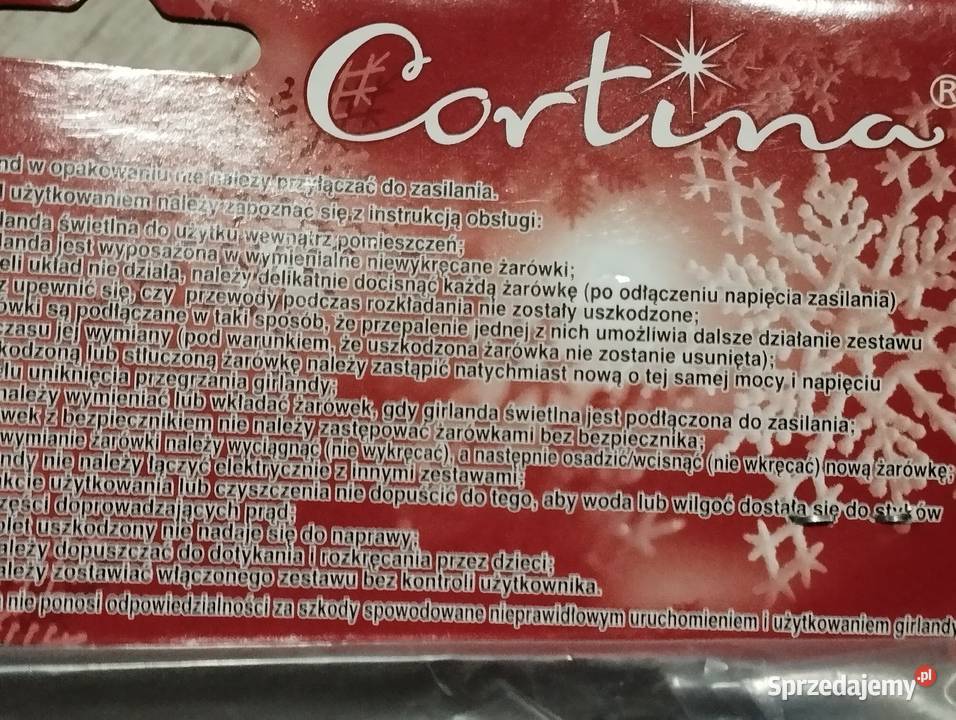 Cortina®
nd w opakowaniu nie należy przyłączać do zasilania.
użytkowaniem należy zapoznać się z instrukcją obsługi:
landa świetlna do użytku wewnątrz pomieszczeń;
landa jest wyposażona w wymienialne niewykręcane żarówki;
eli układ nie działa, należy delikatnie docisnąć każdą żarówkę (po odłączeniu napięcia zasilania)
z upewnić się, czy przewody podczas rozkładania nie zostały uszkodzone;
ówki są podłączane w taki sposób, że przepalenie jednej z nich umożliwia dalsze działanie zestawu
czasu jej wymiany (pod warunkiem, że uszkodzona żarówka nie zostanie usunięta);
kodzoną lub stłuczoną żarówkę należy zastąpić natychmiast nową o tej samej mocy i napięciu
lu uniknięcia przegrzania girlandy;
ależy wymieniać lub wkładać żarówek, gdy girlanda świetlna jest podłączona do zasilania;
wek z bezpiecznikiem nie należy zastępować żarówkami bez bezpiecznika;
wymianie żarówki należy wyciągnąć (nie wykręcać), a następnie osadzić/wcisnąć (nie wkręcać) nową żarówkę;
andy nie należy łączyć elektrycznie z innymi zestawami;
akcie użytkowania lub czyszczenia nie dopuścić do tego, aby woda lub wilgoć dostała się do styków
zęści doprowadzających prąd;
plet uszkodzony nie nadaje się do naprawy;
ależy dopuszczać do dotykania i rozkręcania przez dzieci;
ależy zostawiać włączonego zestawu bez kontroli użytkownika.
nie ponosi odpowiedzialności za szkody spowodowane nieprawidłowym uruchomieniem i użytkowaniem girlandy
Sprzedajemy.pl